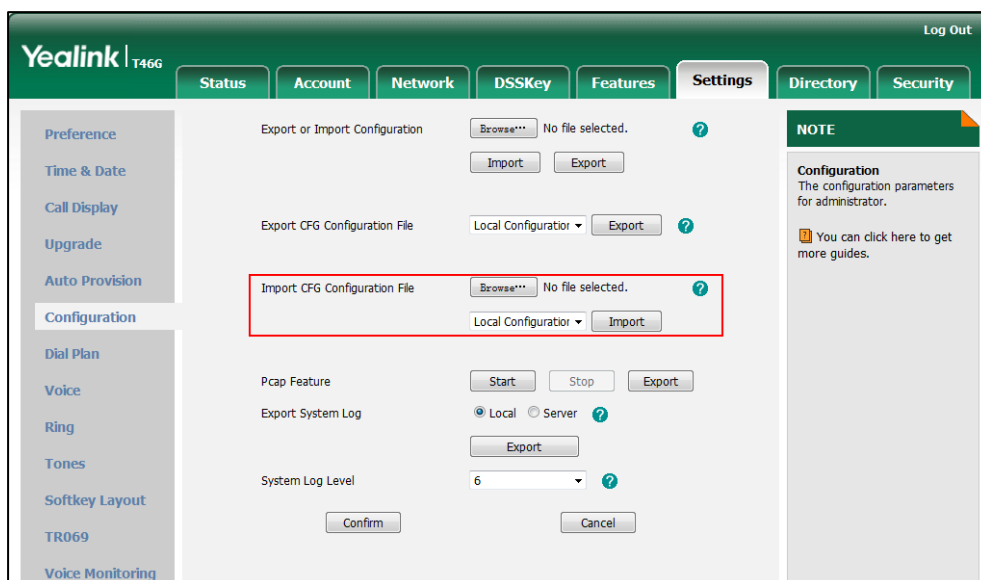 Log Out
Yealink T46G
Status Account Network DSSKey Features Settings Directory Security
Preference
Time & Date
Call Display
Upgrade
Auto Provision
Configuration
Dial Plan
Voice
Ring
Tones
Softkey Layout
TR069
Voice Monitoring
Export or Import Configuration Browse... No file selected. ?
Import Export
Export CFG Configuration File Local Configuration Export ?
Import CFG Configuration File Browse... No file selected. ?
Local Configuration Import
Pcap Feature Start Stop Export
Export System Log Local Server ?
Export
System Log Level 6 ?
Confirm Cancel
NOTE
Configuration
The configuration parameters
for administrator.
? You can click here to get
more guides.